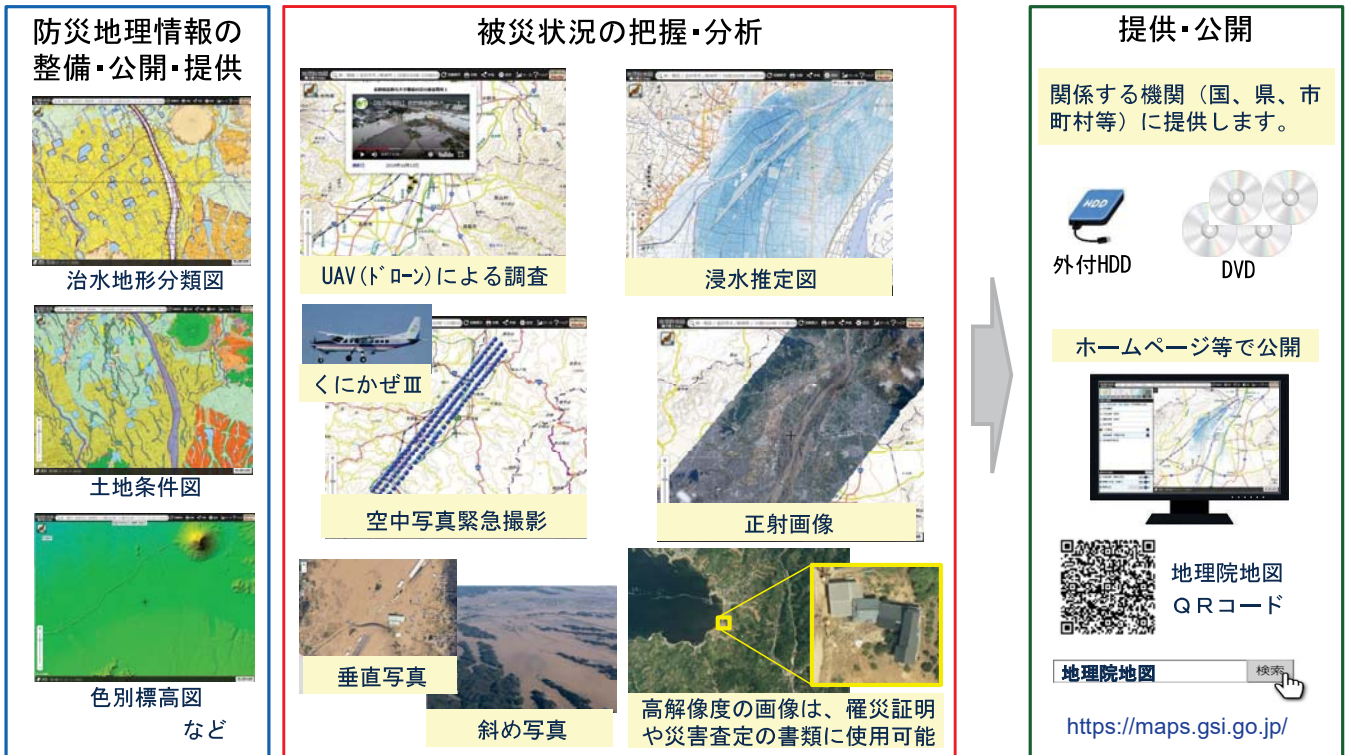 防災地理情報の
整備・公開・提供
治水地形分類図
土地条件図
色別標高図
など
被災状況の把握・分析
UAV(ドローン)による調査
浸水推定図
くにかぜⅢ
空中写真緊急撮影
正射画像
垂直写真
斜め写真
高解像度の画像は、罹災証明
や災害査定の書類に使用可能
提供・公開
関係する機関（国、県、市
町村等）に提供します。
HDD
外付HDD
DVD
ホームページ等で公開
地理院地図
ＱＲコード
地理院地図
検索
https://maps.gsi.go.jp/